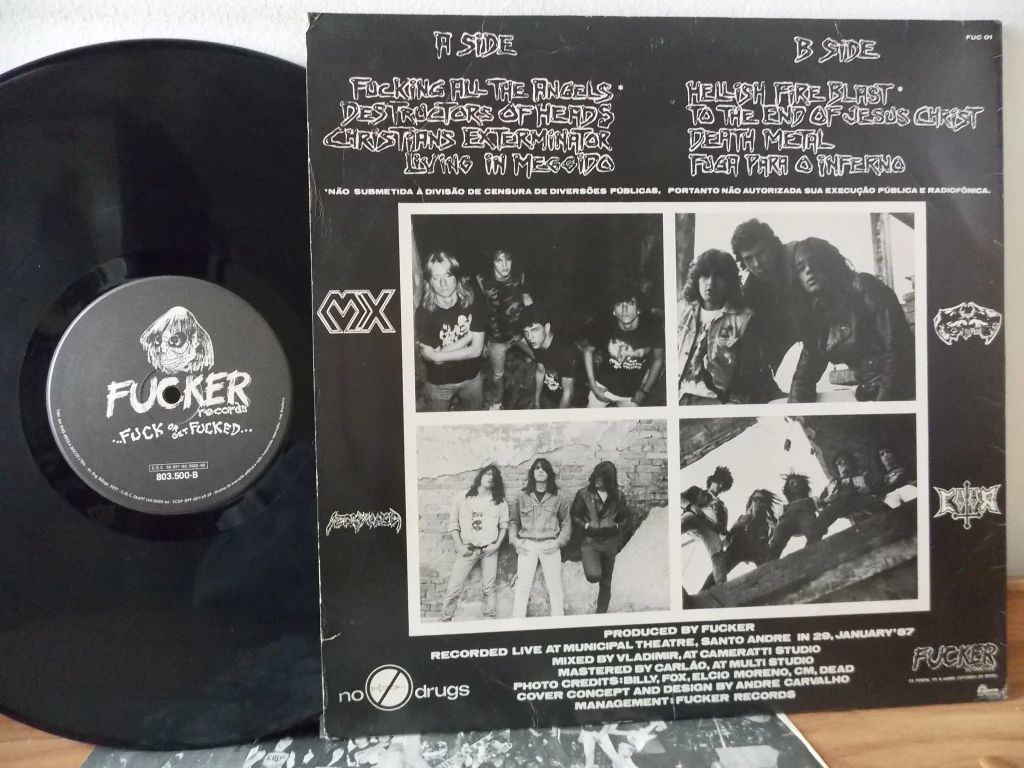 FUC 01
A SIDE
FUCKING ALL THE ANGELS *
DESTRUCTORS OF HEADS
CHRISTIANS EXTERMINATOR
LIVING IN MEGGIDO
B SIDE
HELLISH FIRE BLAST *
TO THE END OF JESUS CHRIST
DEATH METAL
FUGA PARA O INFERNO
*NÃO SUBMETIDA À DIVISÃO DE CENSURA DE DIVERSÕES PÚBLICAS, PORTANTO NÃO AUTORIZADA SUA EXECUÇÃO PÚBLICA E RADIOFÔNICA.
MX
PRODUCED BY FUCKER
RECORDED LIVE AT MUNICIPAL THEATRE, SANTO ANDRE IN 29, JANUARY'87
MIXED BY VLADIMIR, AT CAMERATTI STUDIO
MASTERED BY CARLÃO, AT MULTI STUDIO
PHOTO CREDITS: BILLY, FOX, ELCIO MORENO, CM, DEAD
COVER CONCEPT AND DESIGN BY ANDRE CARVALHO
MANAGEMENT: FUCKER RECORDS
no drugs
FUCKER
FUCKER
records
..FUCK OR GET FUCKED...
803.500-B